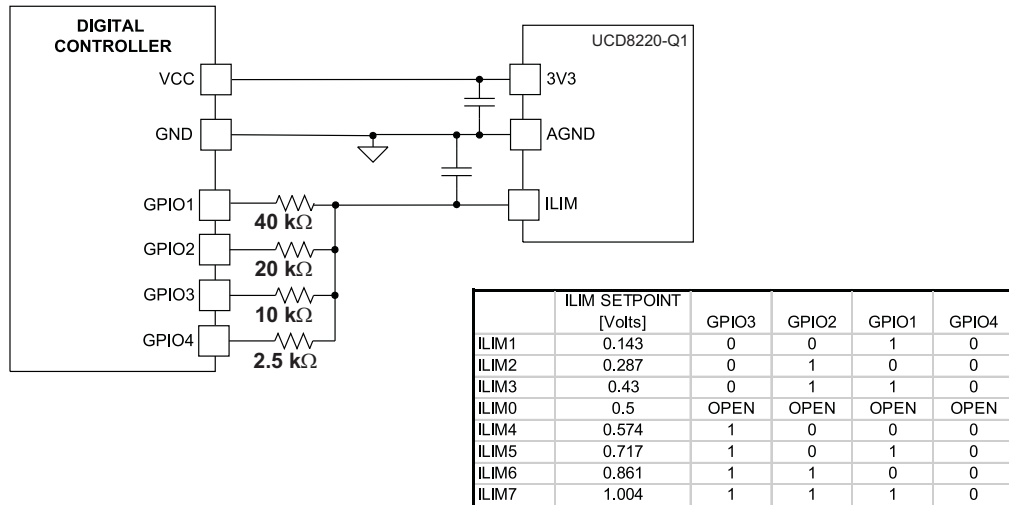 DIGITAL
CONTROLLER
UCD8220-Q1
VCC
3V3
GND
AGND
GPIO1
ILIM
40 kΩ
GPIO2
20 kΩ
GPIO3
10 kΩ
GPIO4
2.5 kΩ
ILIM SETPOINT
[Volts] GPIO3 GPIO2 GPIO1 GPIO4
ILIM1 0.143 0 0 1 0
ILIM2 0.287 0 1 0 0
ILIM3 0.43 0 1 1 0
ILIM0 0.5 OPEN OPEN OPEN OPEN
ILIM4 0.574 1 0 0 0
ILIM5 0.717 1 0 1 0
ILIM6 0.861 1 1 0 0
ILIM7 1.004 1 1 1 0